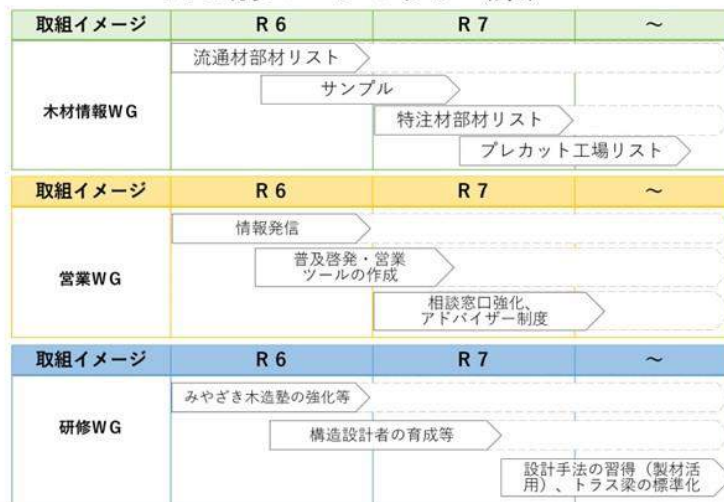 取組イメージ R6 R7 ～
木材情報WG
流通材部材リスト
サンプル
特注材部材リスト
プレカット工場リスト
取組イメージ R6 R7 ～
営業WG
情報発信
普及啓発・営業
ツールの作成
相談窓口強化、
アドバイザー制度
取組イメージ R6 R7 ～
研修WG
みやざき木造塾の強化等
構造設計者の育成等
設計手法の習得（製材活
用）、トラス梁の標準化